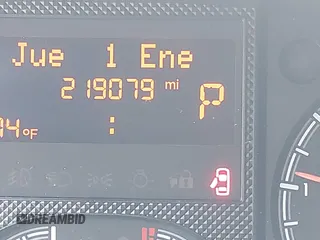 Jue 1 Ene
219079 mi
P
°F
:
DREAMBID